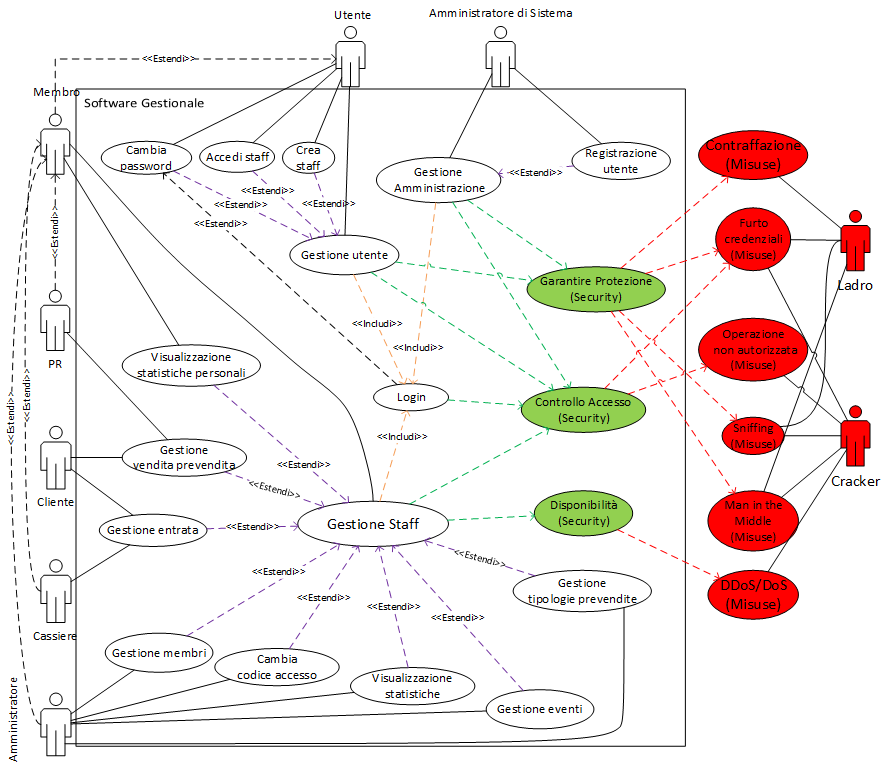 Utente
Amministratore di Sistema
<<Estendi>>
Membro
Software Gestionale
Cambia
password
Accedi staff
Crea
staff
Gestione
Amministrazione
<<Estendi>>
Registrazione
utente
Contraffazione
(Misuse)
<<Estendi>>
<<Estendi>>
<<Estendi>>
<<Estendi>>
<<Estendi>>
Gestione utente
Furto
credenziali
(Misuse)
Garantire Protezione
(Security)
Ladro
<<Includi>>
Operazione
non autorizzata
(Misuse)
PR
Visualizzazione
statistiche personali
<<Includi>>
<<Estendi>>
<<Estendi>>
Login
Controllo Accesso
(Security)
Sniffing
(Misuse)
<<Includi>>
Gestione
vendita prevendita
<<Estendi>>
<<Estendi>>
Cracker
Cliente
Gestione entrata
<<Estendi>>
Gestione Staff
Disponibilità
(Security)
Man in the
Middle
(Misuse)
<<Estendi>>
<<Estendi>>
Gestione
tipologie prevendite
DDoS/DoS
(Misuse)
<<Estendi>>
<<Estendi>>
<<Estendi>>
Cassiere
Gestione membri
Cambia
codice accesso
Visualizzazione
statistiche
Gestione eventi
Amministratore